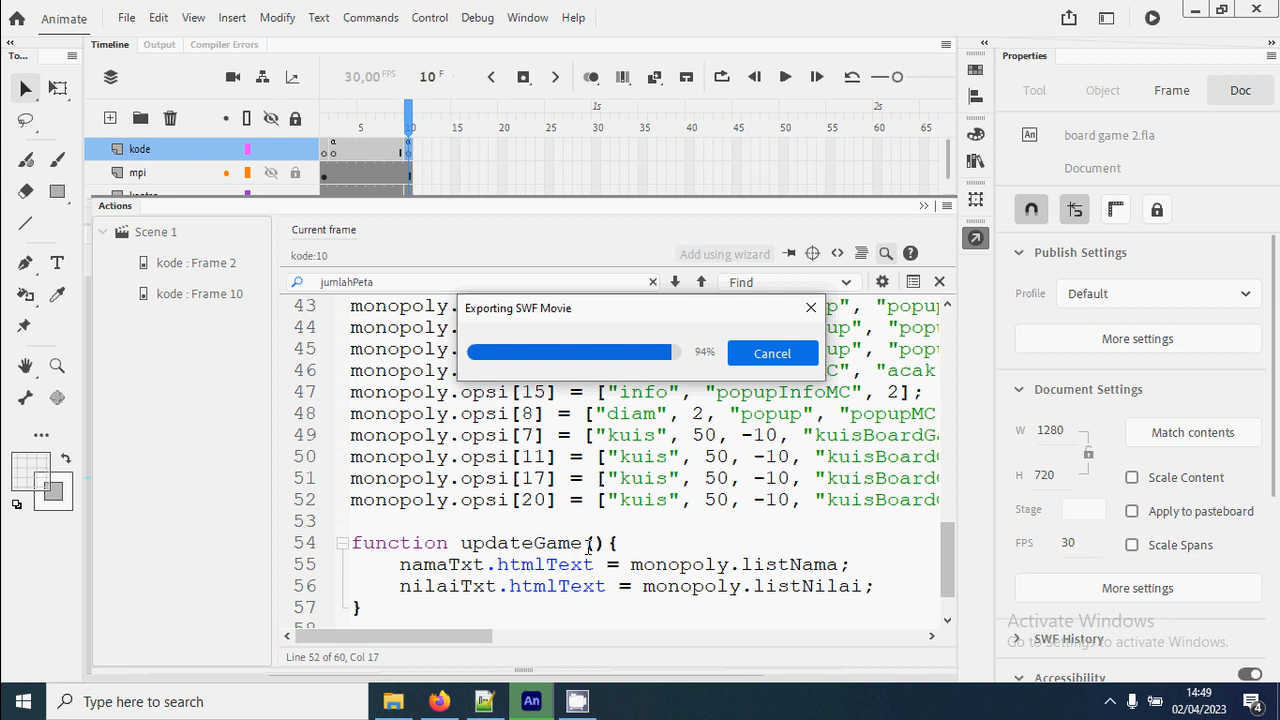 Animate
File Edit View Insert Modify Text Commands Control Debug Window Help
Timeline Output Compiler Errors
To...
30,00 FPS 10 F
1s 2s
5 10 15 20 25 30 35 40 45 50 55 60 65
kode
mpi
Actions
Scene 1
kode : Frame 2
kode : Frame 10
Current frame
kode:10
Add using wizard
jumlahPeta
Find
43 monopoly.
44 monopoly.
45 monopoly.
46 monopoly.
47 monopoly.opsi[15] = ["info", "popupInfoMC", 2];
48 monopoly.opsi[8] = ["diam", 2, "popup", "popupMC
49 monopoly.opsi[7] = ["kuis", 50, -10, "kuisBoardGa
50 monopoly.opsi[11] = ["kuis", 50, -10, "kuisBoard
51 monopoly.opsi[17] = ["kuis", 50, -10, "kuisBoard
52 monopoly.opsi[20] = ["kuis", 50, -10, "kuisBoard
53
54 function updateGame(){
55 namaTxt.htmlText = monopoly.listNama;
56 nilaiTxt.htmlText = monopoly.listNilai;
57 }
Line 52 of 60, Col 17
Exporting SWF Movie
94% Cancel
Properties
Tool Object Frame Doc
An board game 2.fla
Document
Publish Settings
Profile Default
More settings
Document Settings
W 1280 Match contents
H 720 Scale Content
Stage Apply to pasteboard
FPS 30 Scale Spans
More settings
SWF History
Accessibility
Activate Windows
Go to Settings to activate Windows.
Type here to search
An
14:49
02/04/2023
4